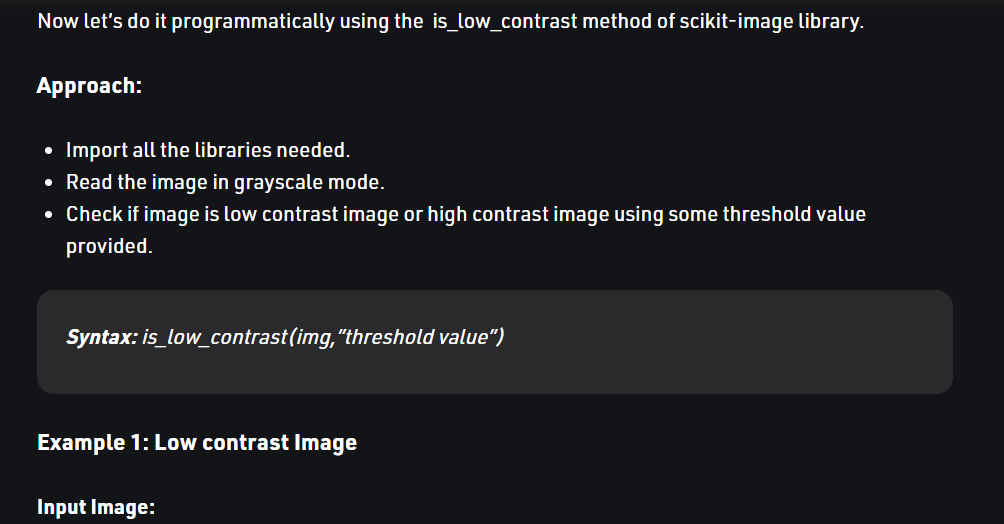 Now let’s do it programmatically using the  is_low_contrast method of scikit-image library.
Approach:
• Import all the libraries needed.
• Read the image in grayscale mode.
• Check if image is low contrast image or high contrast image using some threshold value
provided.
Syntax: is_low_contrast(img,”threshold value”)
Example 1: Low contrast Image
Input Image: